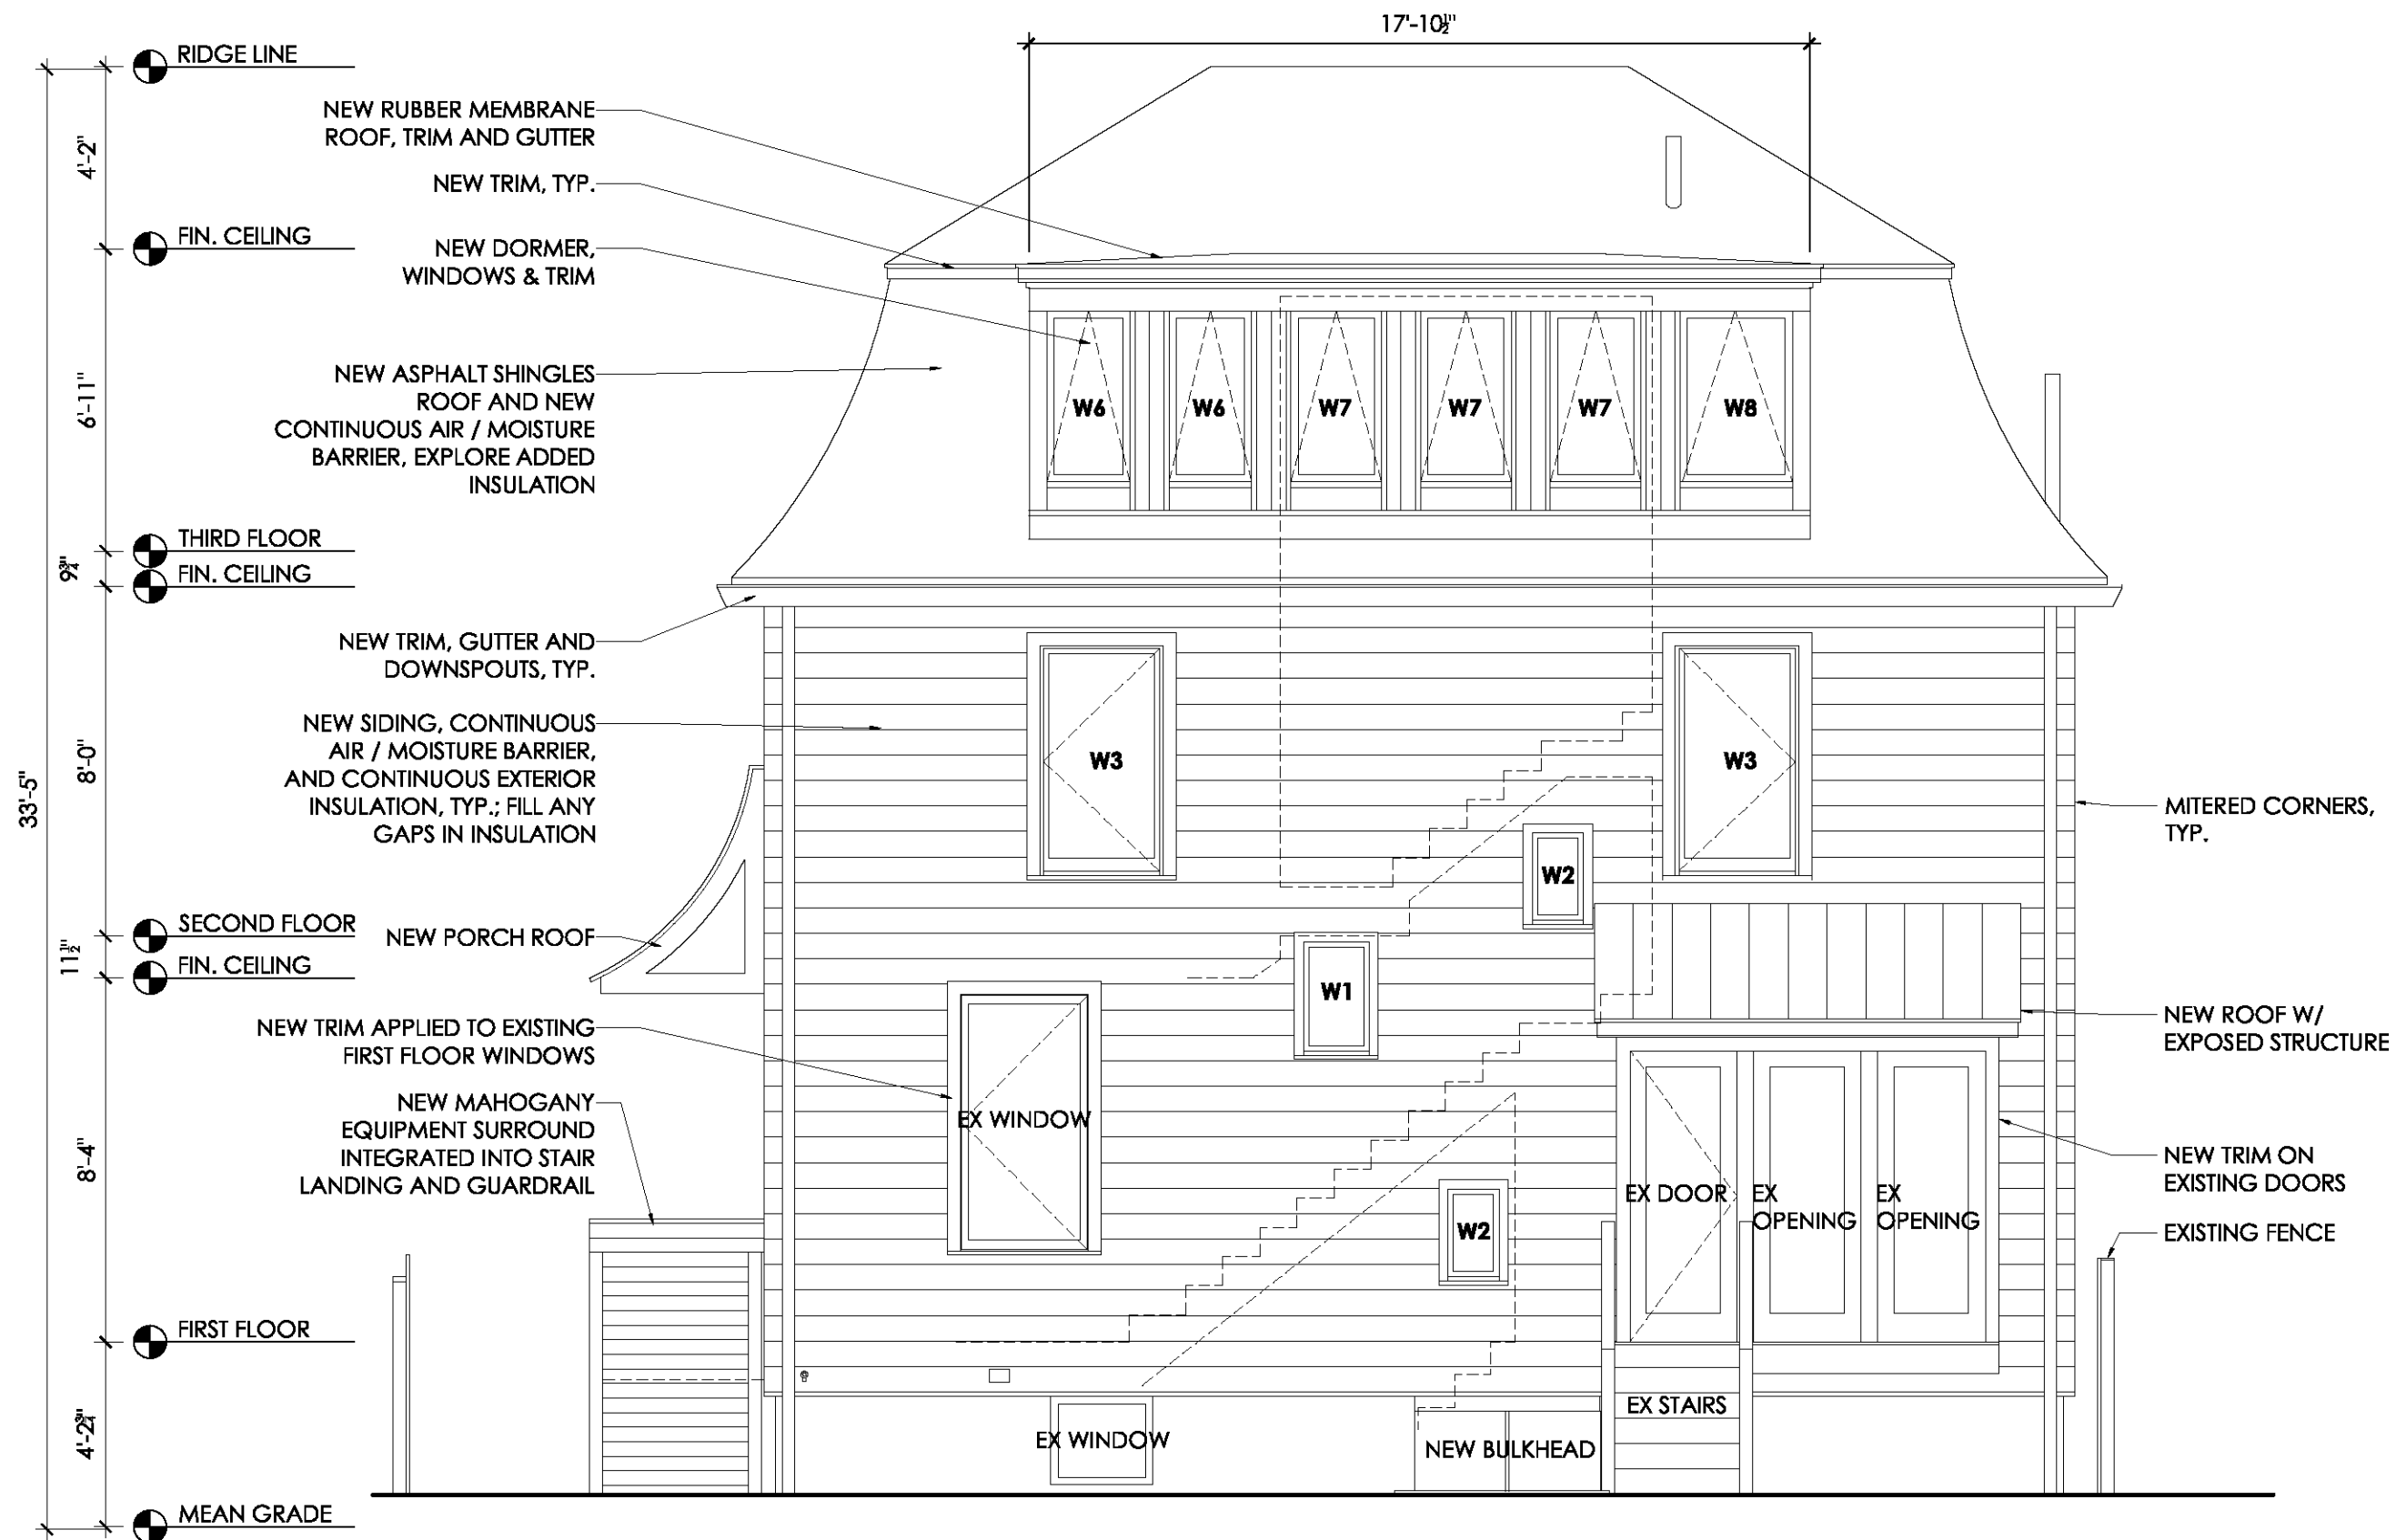 17'-10½"
RIDGE LINE
NEW RUBBER MEMBRANE
ROOF, TRIM AND GUTTER
4'-2"
NEW TRIM, TYP.
FIN. CEILING
NEW DORMER,
WINDOWS & TRIM
NEW ASPHALT SHINGLES
ROOF AND NEW
CONTINUOUS AIR / MOISTURE
BARRIER, EXPLORE ADDED
INSULATION
6'-11"
W6
W6
W7
W7
W7
W8
THIRD FLOOR
9¾"
FIN. CEILING
NEW TRIM, GUTTER AND
DOWNSPOUTS, TYP.
NEW SIDING, CONTINUOUS
AIR / MOISTURE BARRIER,
AND CONTINUOUS EXTERIOR
INSULATION, TYP.; FILL ANY
GAPS IN INSULATION
8'-0"
33'-5"
W3
W3
MITERED CORNERS,
TYP.
W2
SECOND FLOOR
11½"
NEW PORCH ROOF
FIN. CEILING
W1
NEW TRIM APPLIED TO EXISTING
FIRST FLOOR WINDOWS
NEW ROOF W/
EXPOSED STRUCTURE
NEW MAHOGANY
EQUIPMENT SURROUND
INTEGRATED INTO STAIR
LANDING AND GUARDRAIL
8'-4"
EX WINDOW
NEW TRIM ON
EXISTING DOORS
EX DOOR
EX
OPENING
EX
OPENING
W2
EXISTING FENCE
FIRST FLOOR
4'-2¾"
EX STAIRS
EX WINDOW
NEW BULKHEAD
MEAN GRADE